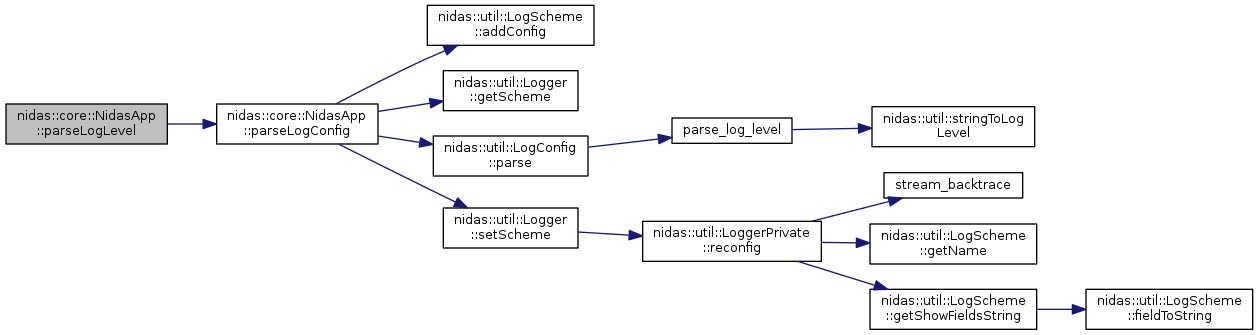 nidas::core::NidasApp
::parseLogLevel
nidas::core::NidasApp
::parseLogConfig
nidas::util::LogScheme
::addConfig
nidas::util::Logger
::getScheme
nidas::util::LogConfig
::parse
nidas::util::Logger
::setScheme
parse_log_level
nidas::util::stringToLog
Level
nidas::util::LoggerPrivate
::reconfig
stream_backtrace
nidas::util::LogScheme
::getName
nidas::util::LogScheme
::getShowFieldsString
nidas::util::LogScheme
::fieldToString